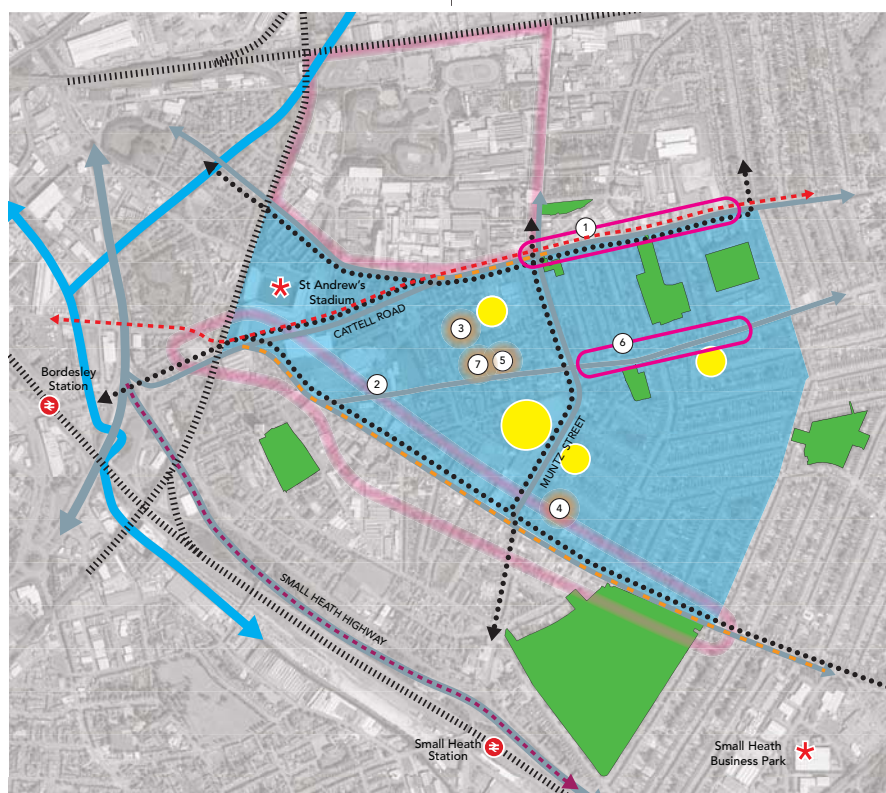 1
St Andrew's
Stadium
CATTELL ROAD
3
6
7
5
Bordesley
Station
2
MUNTZ STREET
4
SMALL HEATH HIGHWAY
Small Heath
Station
Small Heath
Business Park